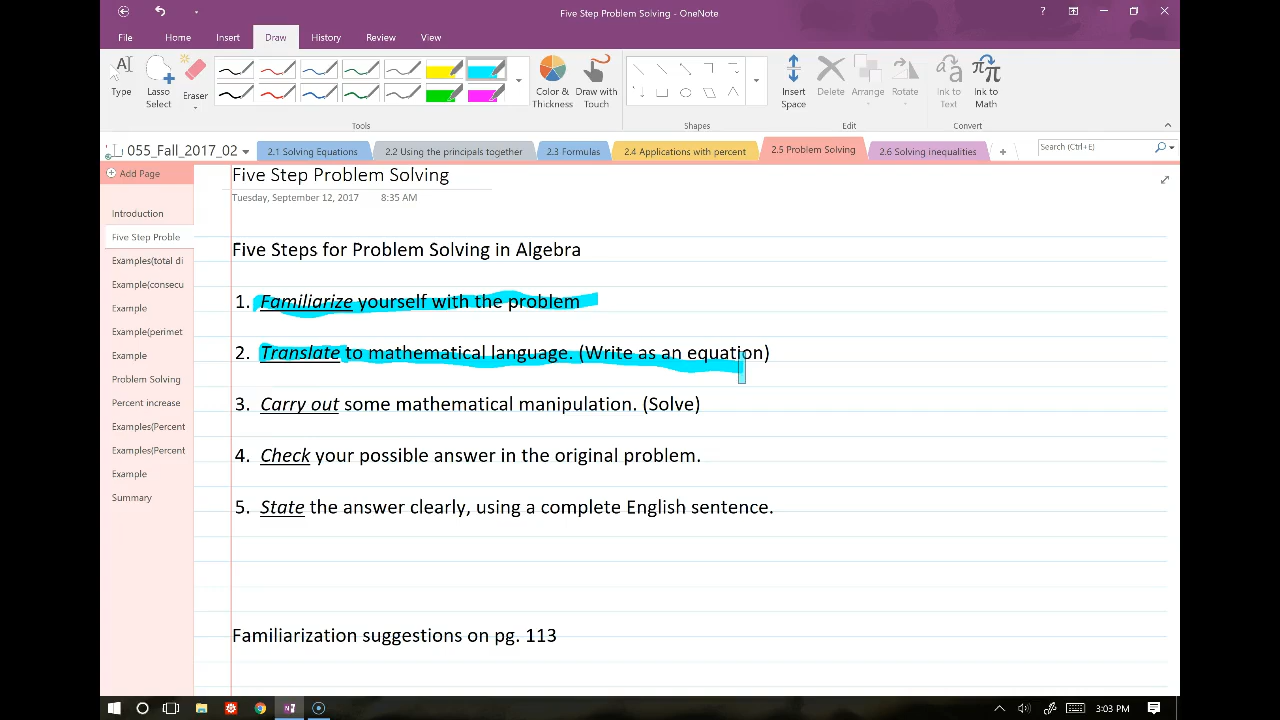 Five Step Problem Solving - OneNote
?
File Home Insert Draw History Review View
Type
Lasso Select
Eraser
Color & Thickness
Draw with Touch
Insert Space
Delete
Arrange
Rotate
Ink to Text
Ink to Math
Tools
Shapes
Edit
Convert
055_Fall_2017_02
2.1 Solving Equations
2.2 Using the principals together
2.3 Formulas
2.4 Applications with percent
2.5 Problem Solving
2.6 Solving inequalities
+
Search (Ctrl+E)
Add Page
Introduction
Five Step Proble
Examples(total di
Examples(consecu
Example
Example(perimet
Example
Problem Solving
Percent increase
Examples(Percent
Examples(Percent
Example
Summary
Five Step Problem Solving
Tuesday, September 12, 2017 8:35 AM
Five Steps for Problem Solving in Algebra
1. Familiarize yourself with the problem
2. Translate to mathematical language. (Write as an equation)
3. Carry out some mathematical manipulation. (Solve)
4. Check your possible answer in the original problem.
5. State the answer clearly, using a complete English sentence.
Familiarization suggestions on pg. 113
3:03 PM